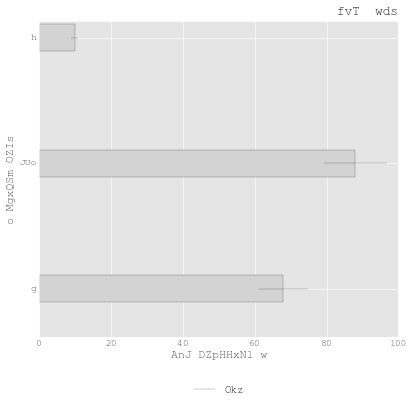 fvT  wds
h
JUo
g
o MgxQSm OZIs
0 20 40 60 80 100
AnJ DZpHHxNl w
Okz